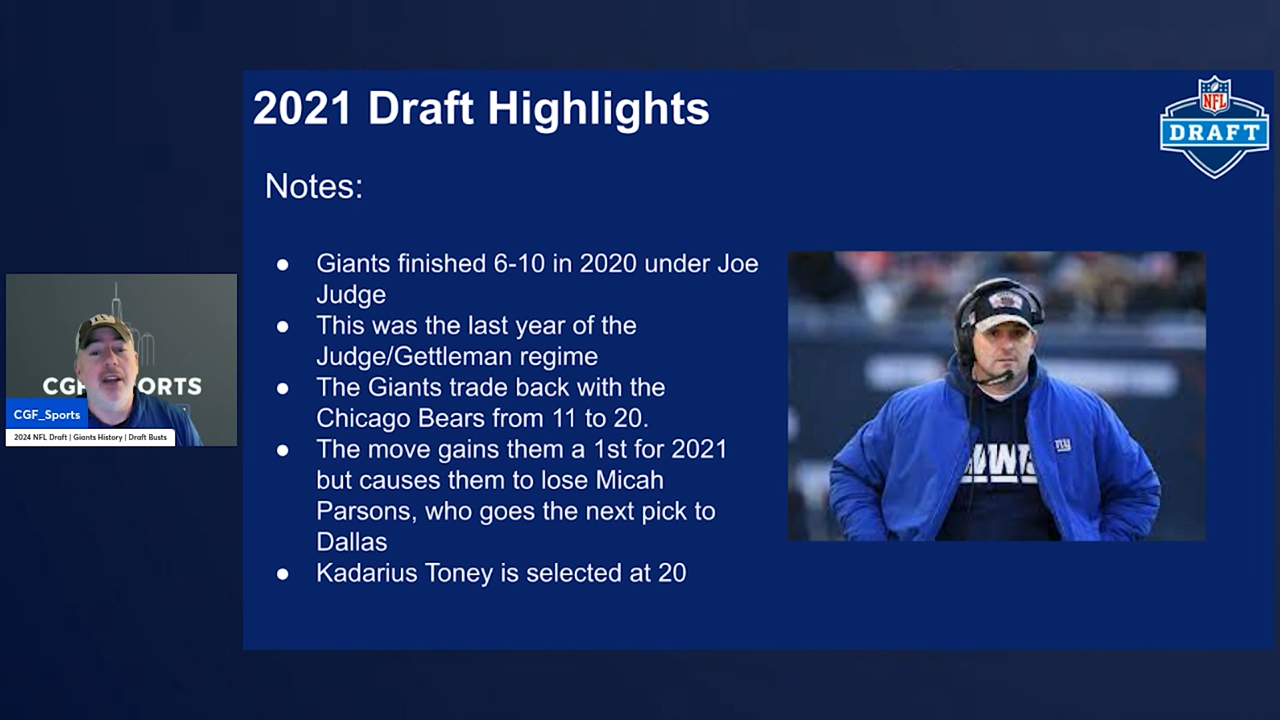 2021 Draft Highlights
NFL
DRAFT
Notes:
● Giants finished 6-10 in 2020 under Joe
Judge
● This was the last year of the
Judge/Gettleman regime
● The Giants trade back with the
Chicago Bears from 11 to 20.
● The move gains them a 1st for 2021
but causes them to lose Micah
Parsons, who goes the next pick to
Dallas
● Kadarius Toney is selected at 20
CGF_Sports
2024 NFL Draft | Giants History | Draft Busts
ny